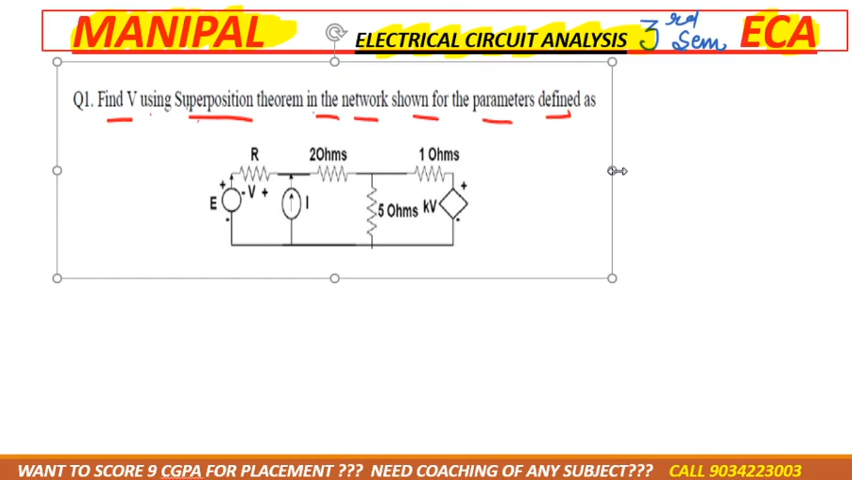 MANIPAL ELECTRICAL CIRCUIT ANALYSIS 3rd Sem ECA
Q1. Find V using Superposition theorem in the network shown for the parameters defined as
R 2Ohms 1 Ohms
+ - V + +
E I 5 Ohms kV
- -
WANT TO SCORE 9 CGPA FOR PLACEMENT ??? NEED COACHING OF ANY SUBJECT??? CALL 9034223003